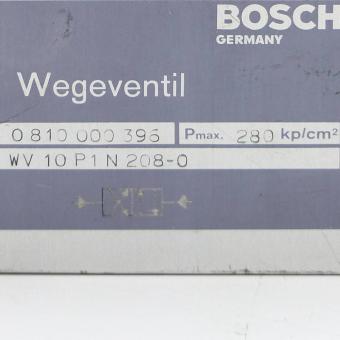 BOSCH
GERMANY
Wegeventil
0 810 000 396 Pmax. 280 kp/cm²
WV 10 P1 N 208-0